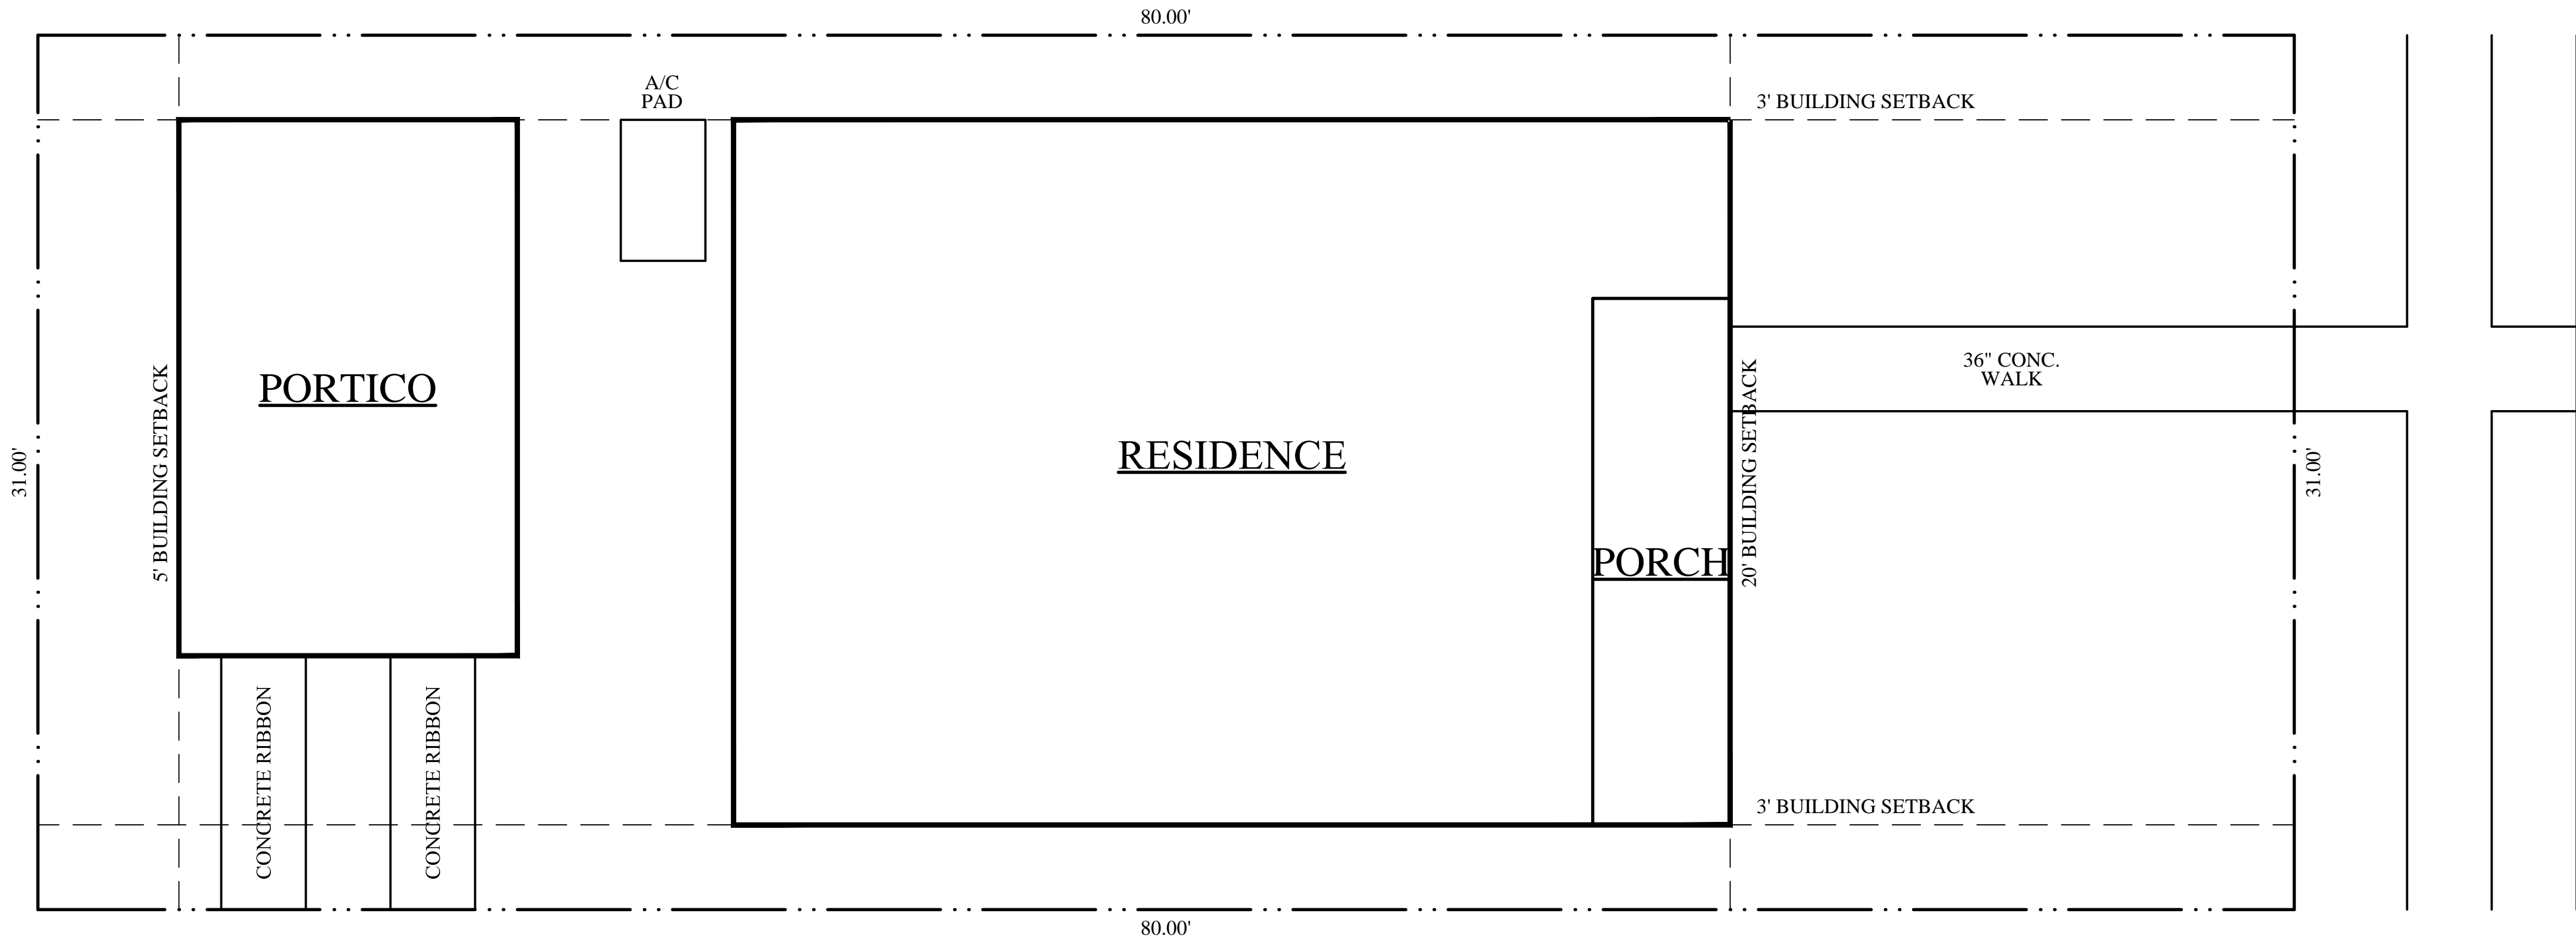 80.00'
A/C
PAD
3' BUILDING SETBACK
36" CONC.
WALK
PORTICO
5' BUILDING SETBACK
RESIDENCE
20' BUILDING SETBACK
31.00'
31.00'
PORCH
CONCRETE RIBBON
CONCRETE RIBBON
3' BUILDING SETBACK
80.00'